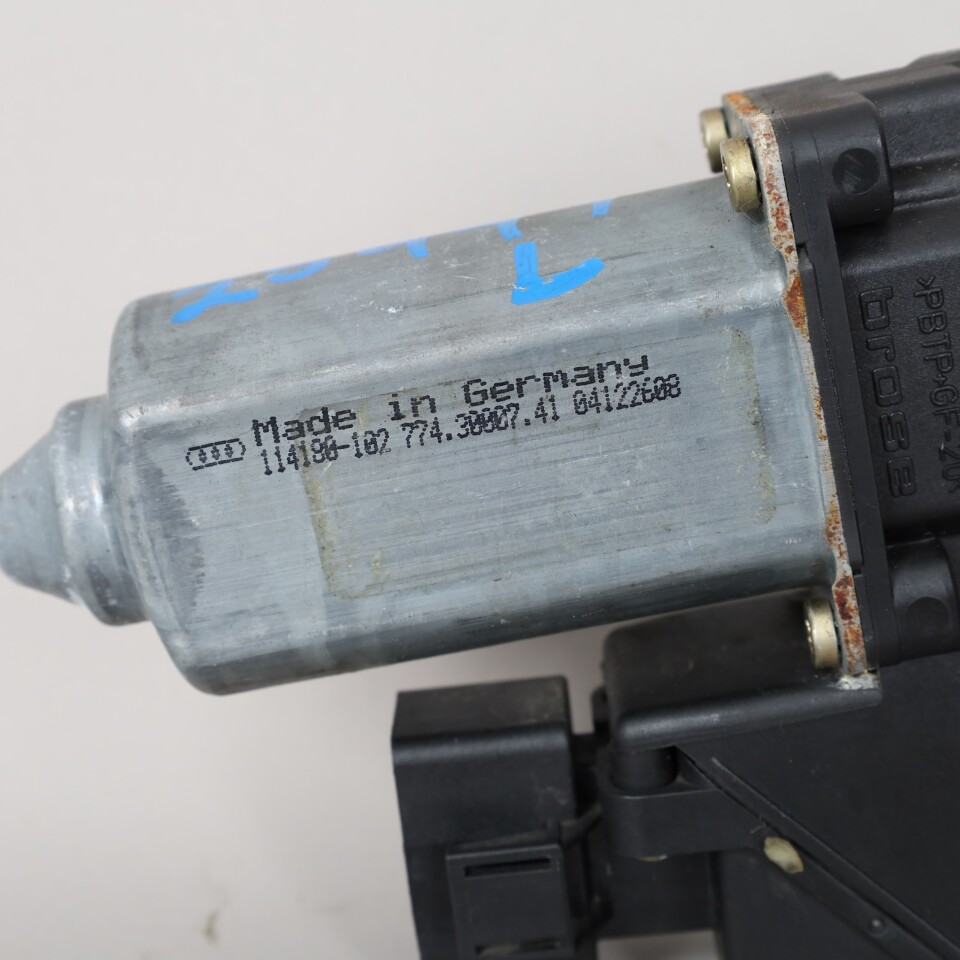 Made in Germany
114180-102 774.30007.41 04122608
>PBTP·GF20<
brose